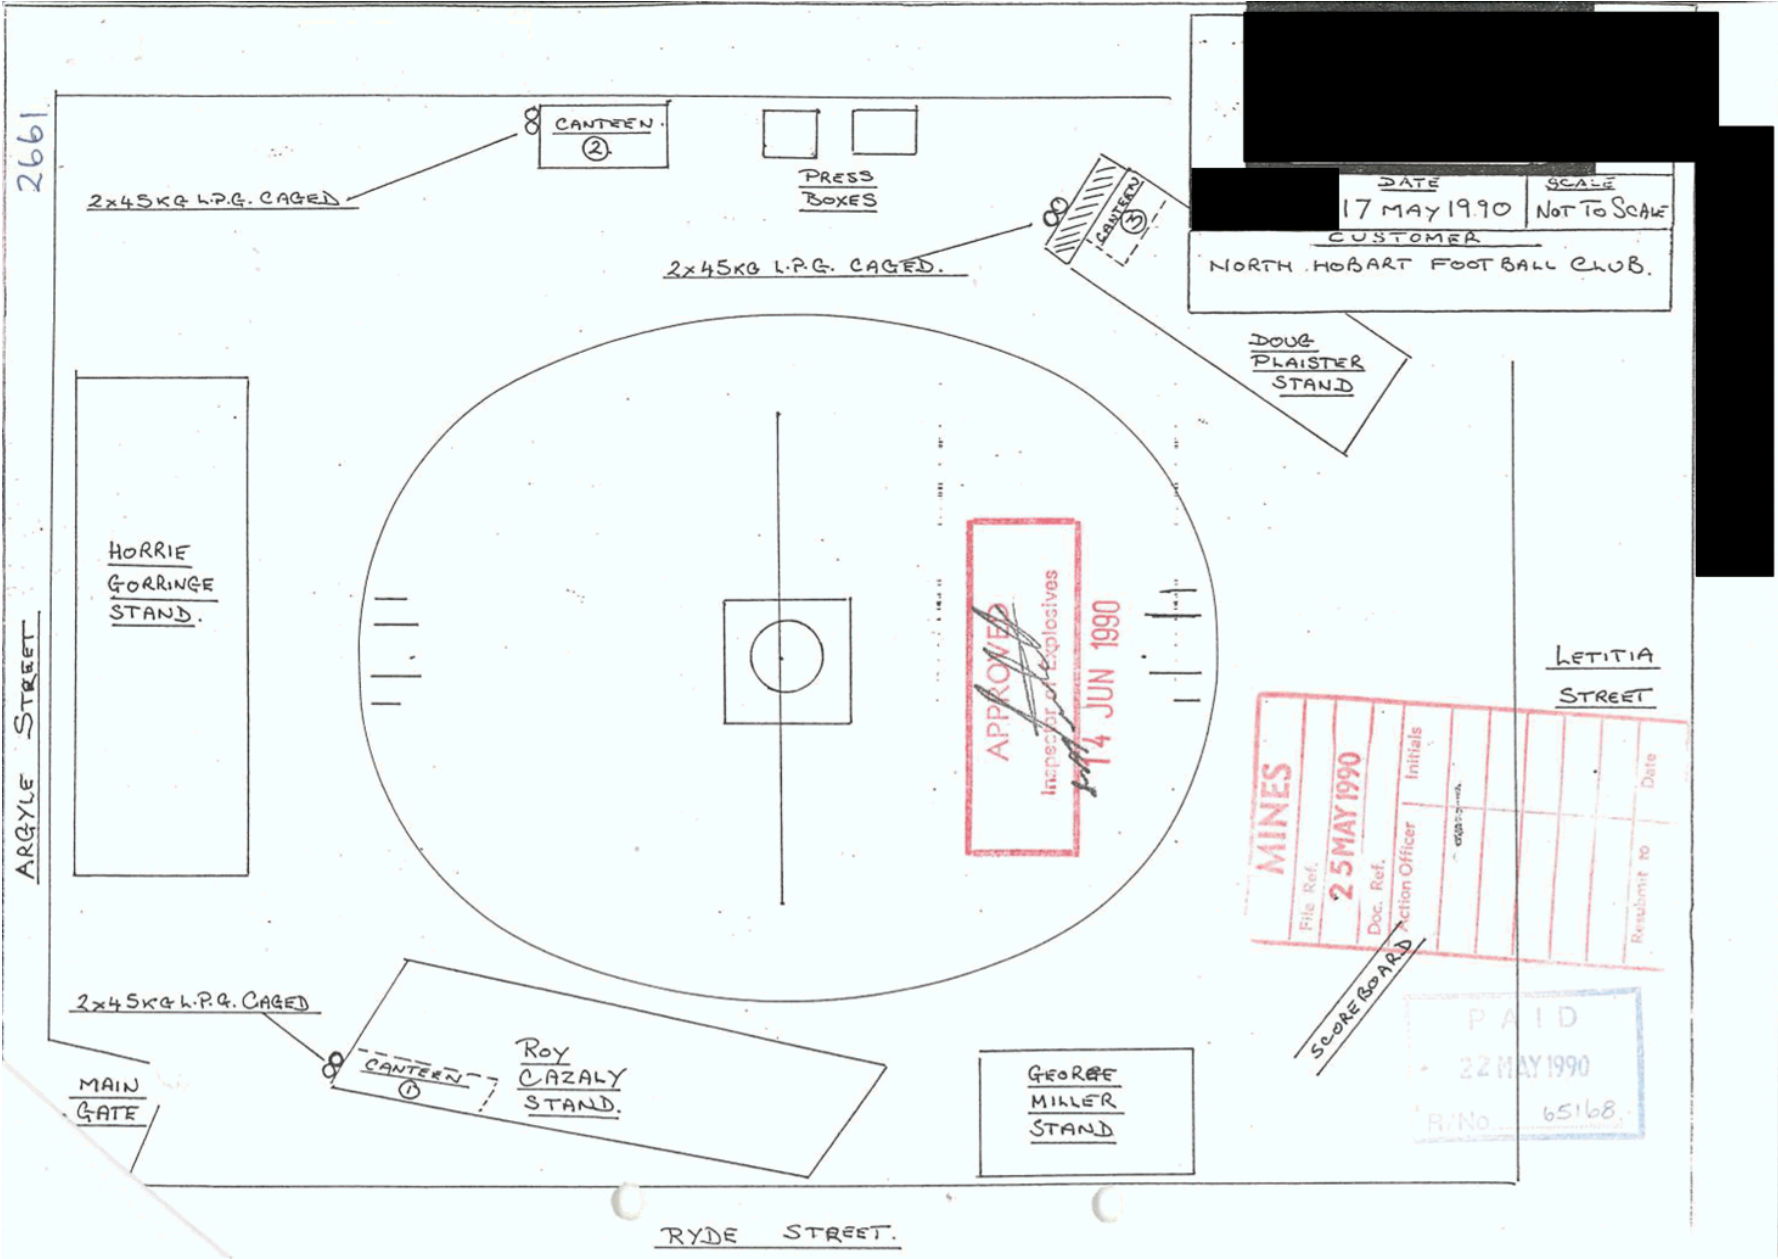 2661
CANTEEN.
2.
2x45KG L.P.G. CAGED
PRESS
BOXES
CANTEEN
3
2x45KG L.P.G. CAGED.
DATE
17 MAY 1990
SCALE
NOT TO SCALE
CUSTOMER
NORTH HOBART FOOTBALL CLUB.
DOUG
PLAISTER
STAND
HORRIE
GORRINGE
STAND.
ARGYLE STREET
APPROVED
Inspector of Explosives
14 JUN 1990
LETITIA
STREET
MINES
File Ref.
25 MAY 1990
Doc. Ref.
Action Officer
Initials
Resubmit to
Date
SCOREBOARD
PAID
22 MAY 1990
R/No 65168.
2x45KG L.P.G. CAGED
CANTEEN
1
ROY
CAZALY
STAND.
GEORGE
MILLER
STAND
MAIN
GATE
RYDE STREET.